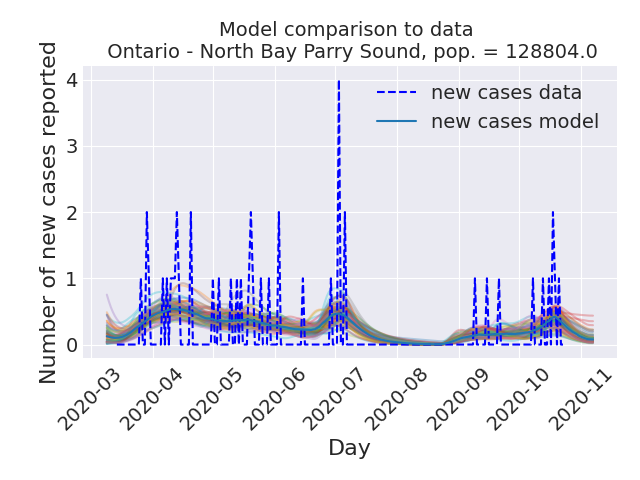 Model comparison to data
Ontario - North Bay Parry Sound, pop. = 128804.0
new cases data
new cases model
Number of new cases reported
4
3
2
1
0
2020-03
2020-04
2020-05
2020-06
2020-07
2020-08
2020-09
2020-10
2020-11
Day